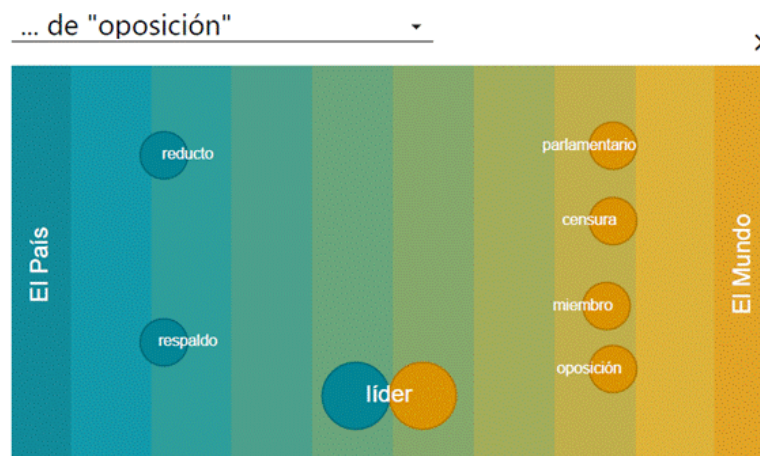 ... de "oposición"
El País
reducto
respaldo
líder
parlamentario
censura
miembro
oposición
El Mundo